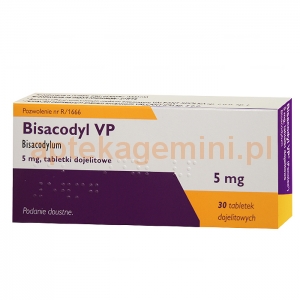 Pozwolenie nr R/1666
Bisacodyl VP
Bisacodylum
5 mg, tabletki dojelitowe
aptekagemini.pl
5 mg
Podanie doustne.
30 tabletek
dojelitowych